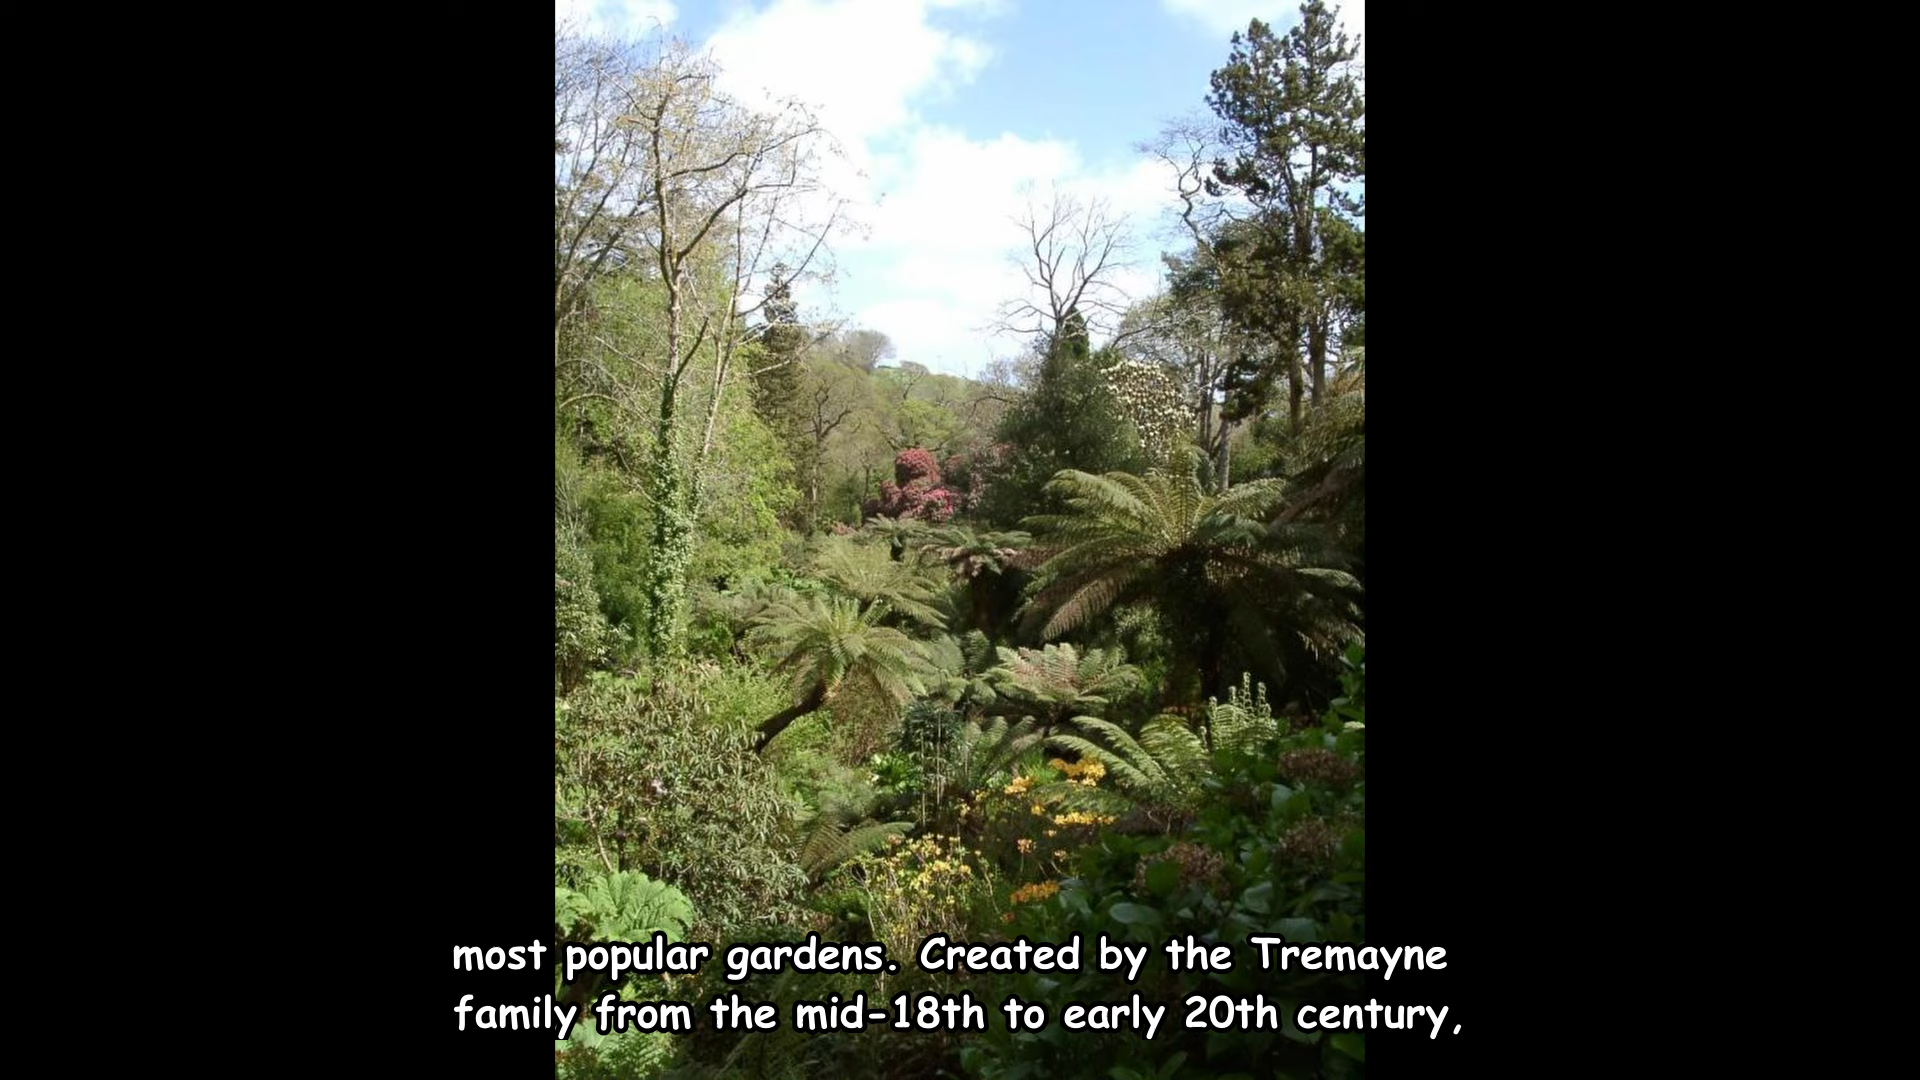 most popular gardens. Created by the Tremayne
family from the mid-18th to early 20th century,